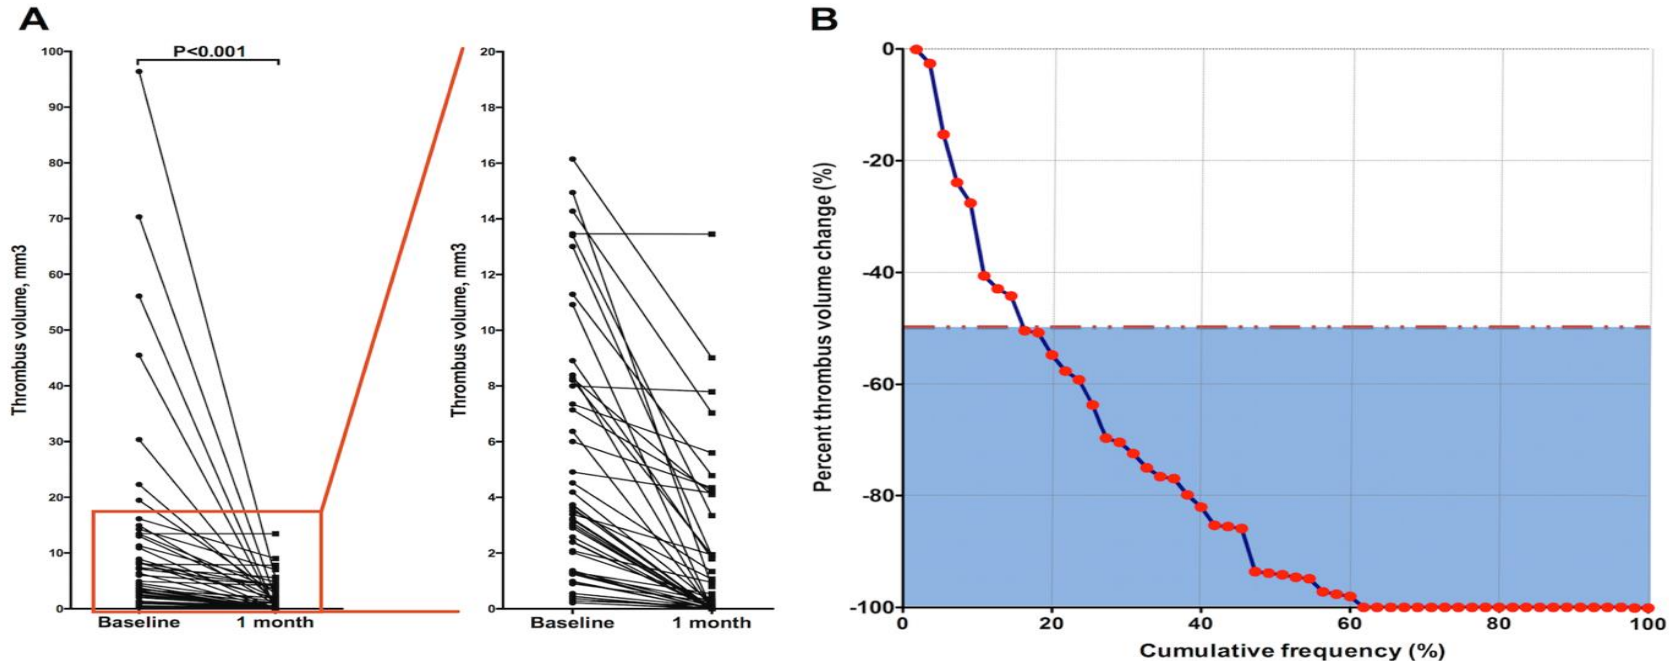 A
P<0.001
Thrombus volume, mm3
100
90
80
70
60
50
40
30
20
10
0
Baseline 1 month
Thrombus volume, mm3
20
18
16
14
12
10
8
6
4
2
0
Baseline 1 month
B
Percent thrombus volume change (%)
0
-20
-40
-60
-80
-100
0 20 40 60 80 100
Cumulative frequency (%)